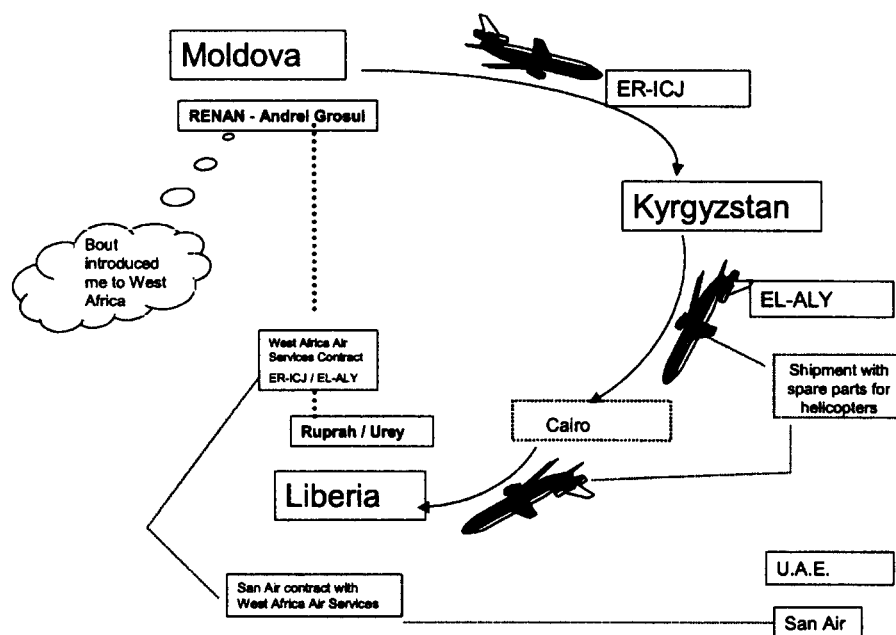 Moldova
ER-ICJ
RENAN - Andrei Grosul
Kyrgyzstan
Bout
introduced
me to West
Africa
EL-ALY
West Africa Air
Services Contract
ER-ICJ / EL-ALY
Shipment with
spare parts for
helicopters
Ruprah / Urey
Cairo
Liberia
U.A.E.
San Air contract with
West Africa Air Services
San Air